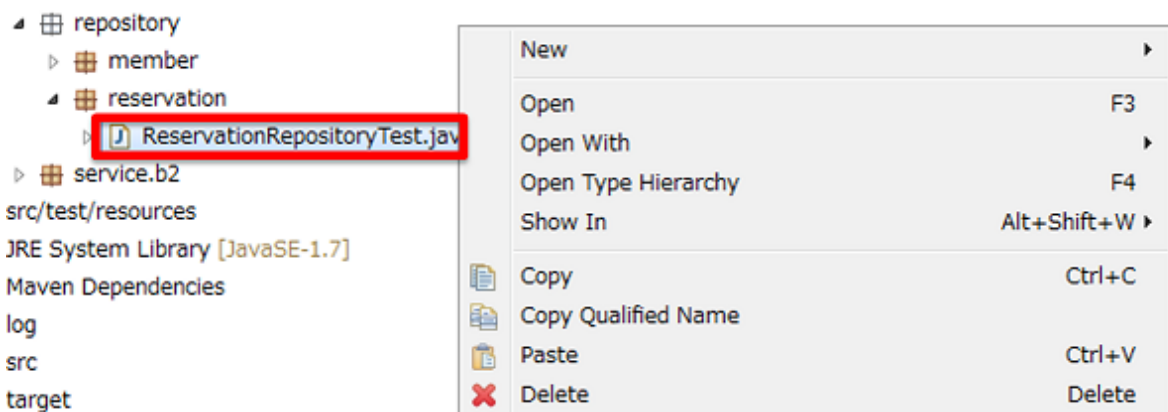 repository
member
reservation
ReservationRepositoryTest.jav
service.b2
src/test/resources
JRE System Library [JavaSE-1.7]
Maven Dependencies
log
src
target
New
Open F3
Open With
Open Type Hierarchy F4
Show In Alt+Shift+W
Copy Ctrl+C
Copy Qualified Name
Paste Ctrl+V
Delete Delete